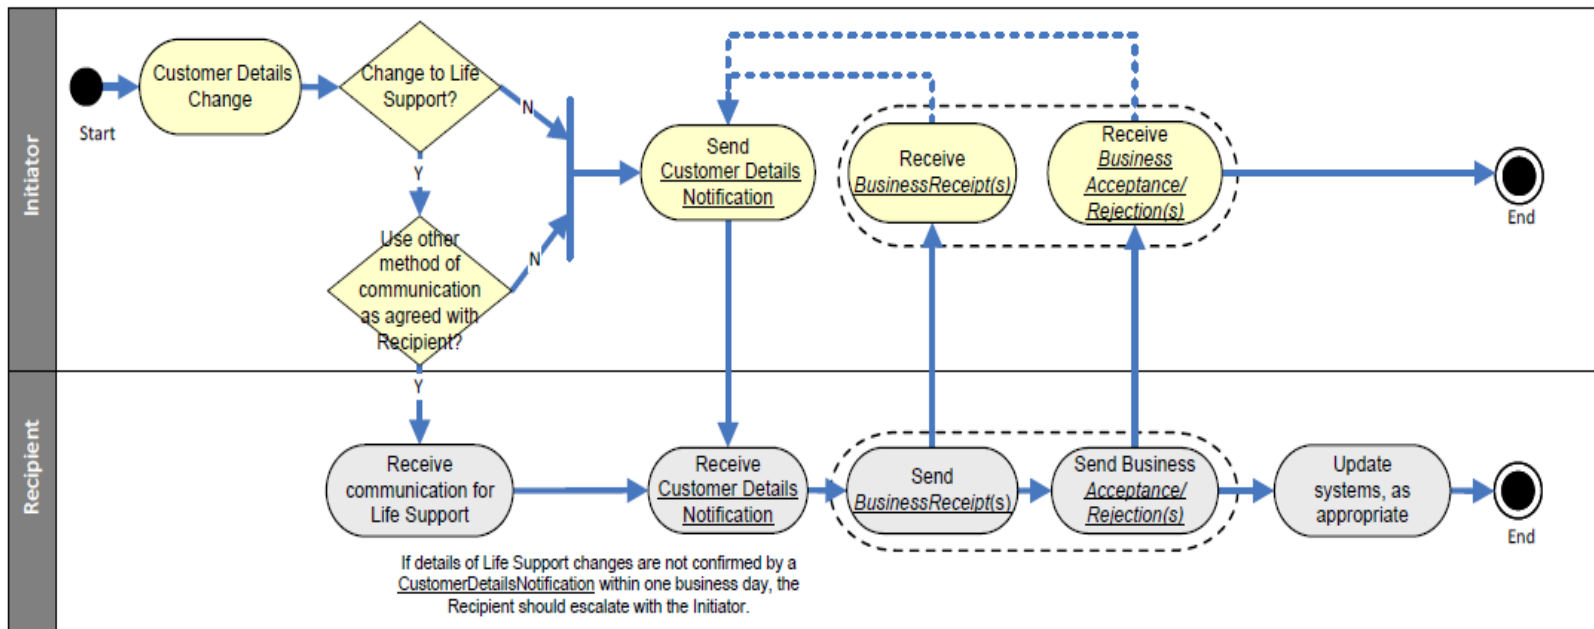 Initiator
Start
Customer Details
Change
Change to Life
Support?
N
Y
Use other
method of
communication
as agreed with
Recipient?
N
Y
Send
Customer Details
Notification
Receive
BusinessReceipt(s)
Receive
Business
Acceptance/
Rejection(s)
End
Recipient
Receive
communication for
Life Support
Receive
Customer Details
Notification
Send
BusinessReceipt(s)
Send Business
Acceptance/
Rejection(s)
Update
systems, as
appropriate
End
If details of Life Support changes are not confirmed by a
CustomerDetailsNotification within one business day, the
Recipient should escalate with the Initiator.